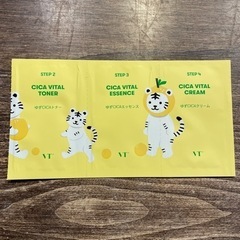 STEP 2
CICA VITAL
TONER
ゆずCICAトナー
STEP 3
CICA VITAL
ESSENCE
ゆずCICAエッセンス
VT
STEP 4
CICA VITAL
CREAM
ゆずCICAクリーム
VT